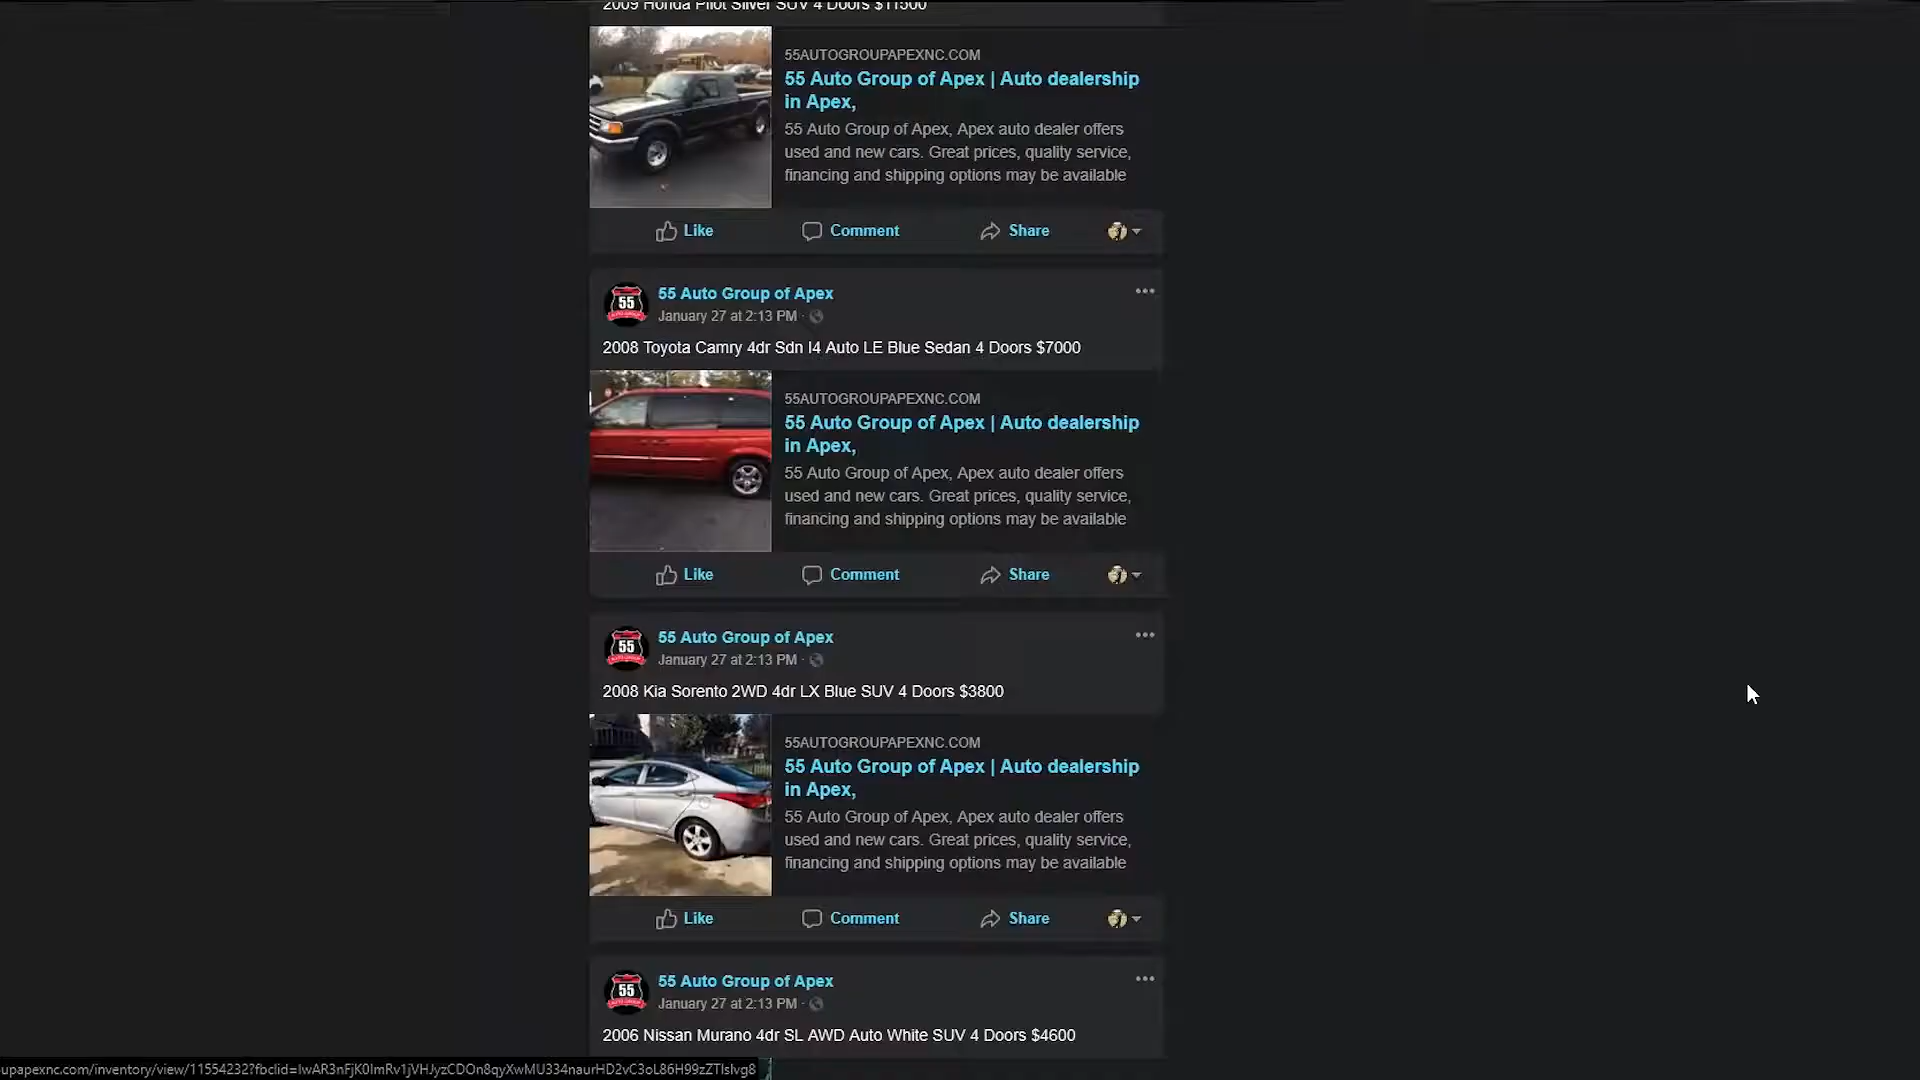 2009 Honda Pilot Silver SUV 4 Doors $11500
55AUTOGROUPAPEXNC.COM
55 Auto Group of Apex | Auto dealership
in Apex,
55 Auto Group of Apex, Apex auto dealer offers
used and new cars. Great prices, quality service,
financing and shipping options may be available
Like Comment Share
55 Auto Group of Apex
January 27 at 2:13 PM ·
2008 Toyota Camry 4dr Sdn I4 Auto LE Blue Sedan 4 Doors $7000
55AUTOGROUPAPEXNC.COM
55 Auto Group of Apex | Auto dealership
in Apex,
55 Auto Group of Apex, Apex auto dealer offers
used and new cars. Great prices, quality service,
financing and shipping options may be available
Like Comment Share
55 Auto Group of Apex
January 27 at 2:13 PM ·
2008 Kia Sorento 2WD 4dr LX Blue SUV 4 Doors $3800
55AUTOGROUPAPEXNC.COM
55 Auto Group of Apex | Auto dealership
in Apex,
55 Auto Group of Apex, Apex auto dealer offers
used and new cars. Great prices, quality service,
financing and shipping options may be available
Like Comment Share
55 Auto Group of Apex
January 27 at 2:13 PM ·
2006 Nissan Murano 4dr SL AWD Auto White SUV 4 Doors $4600